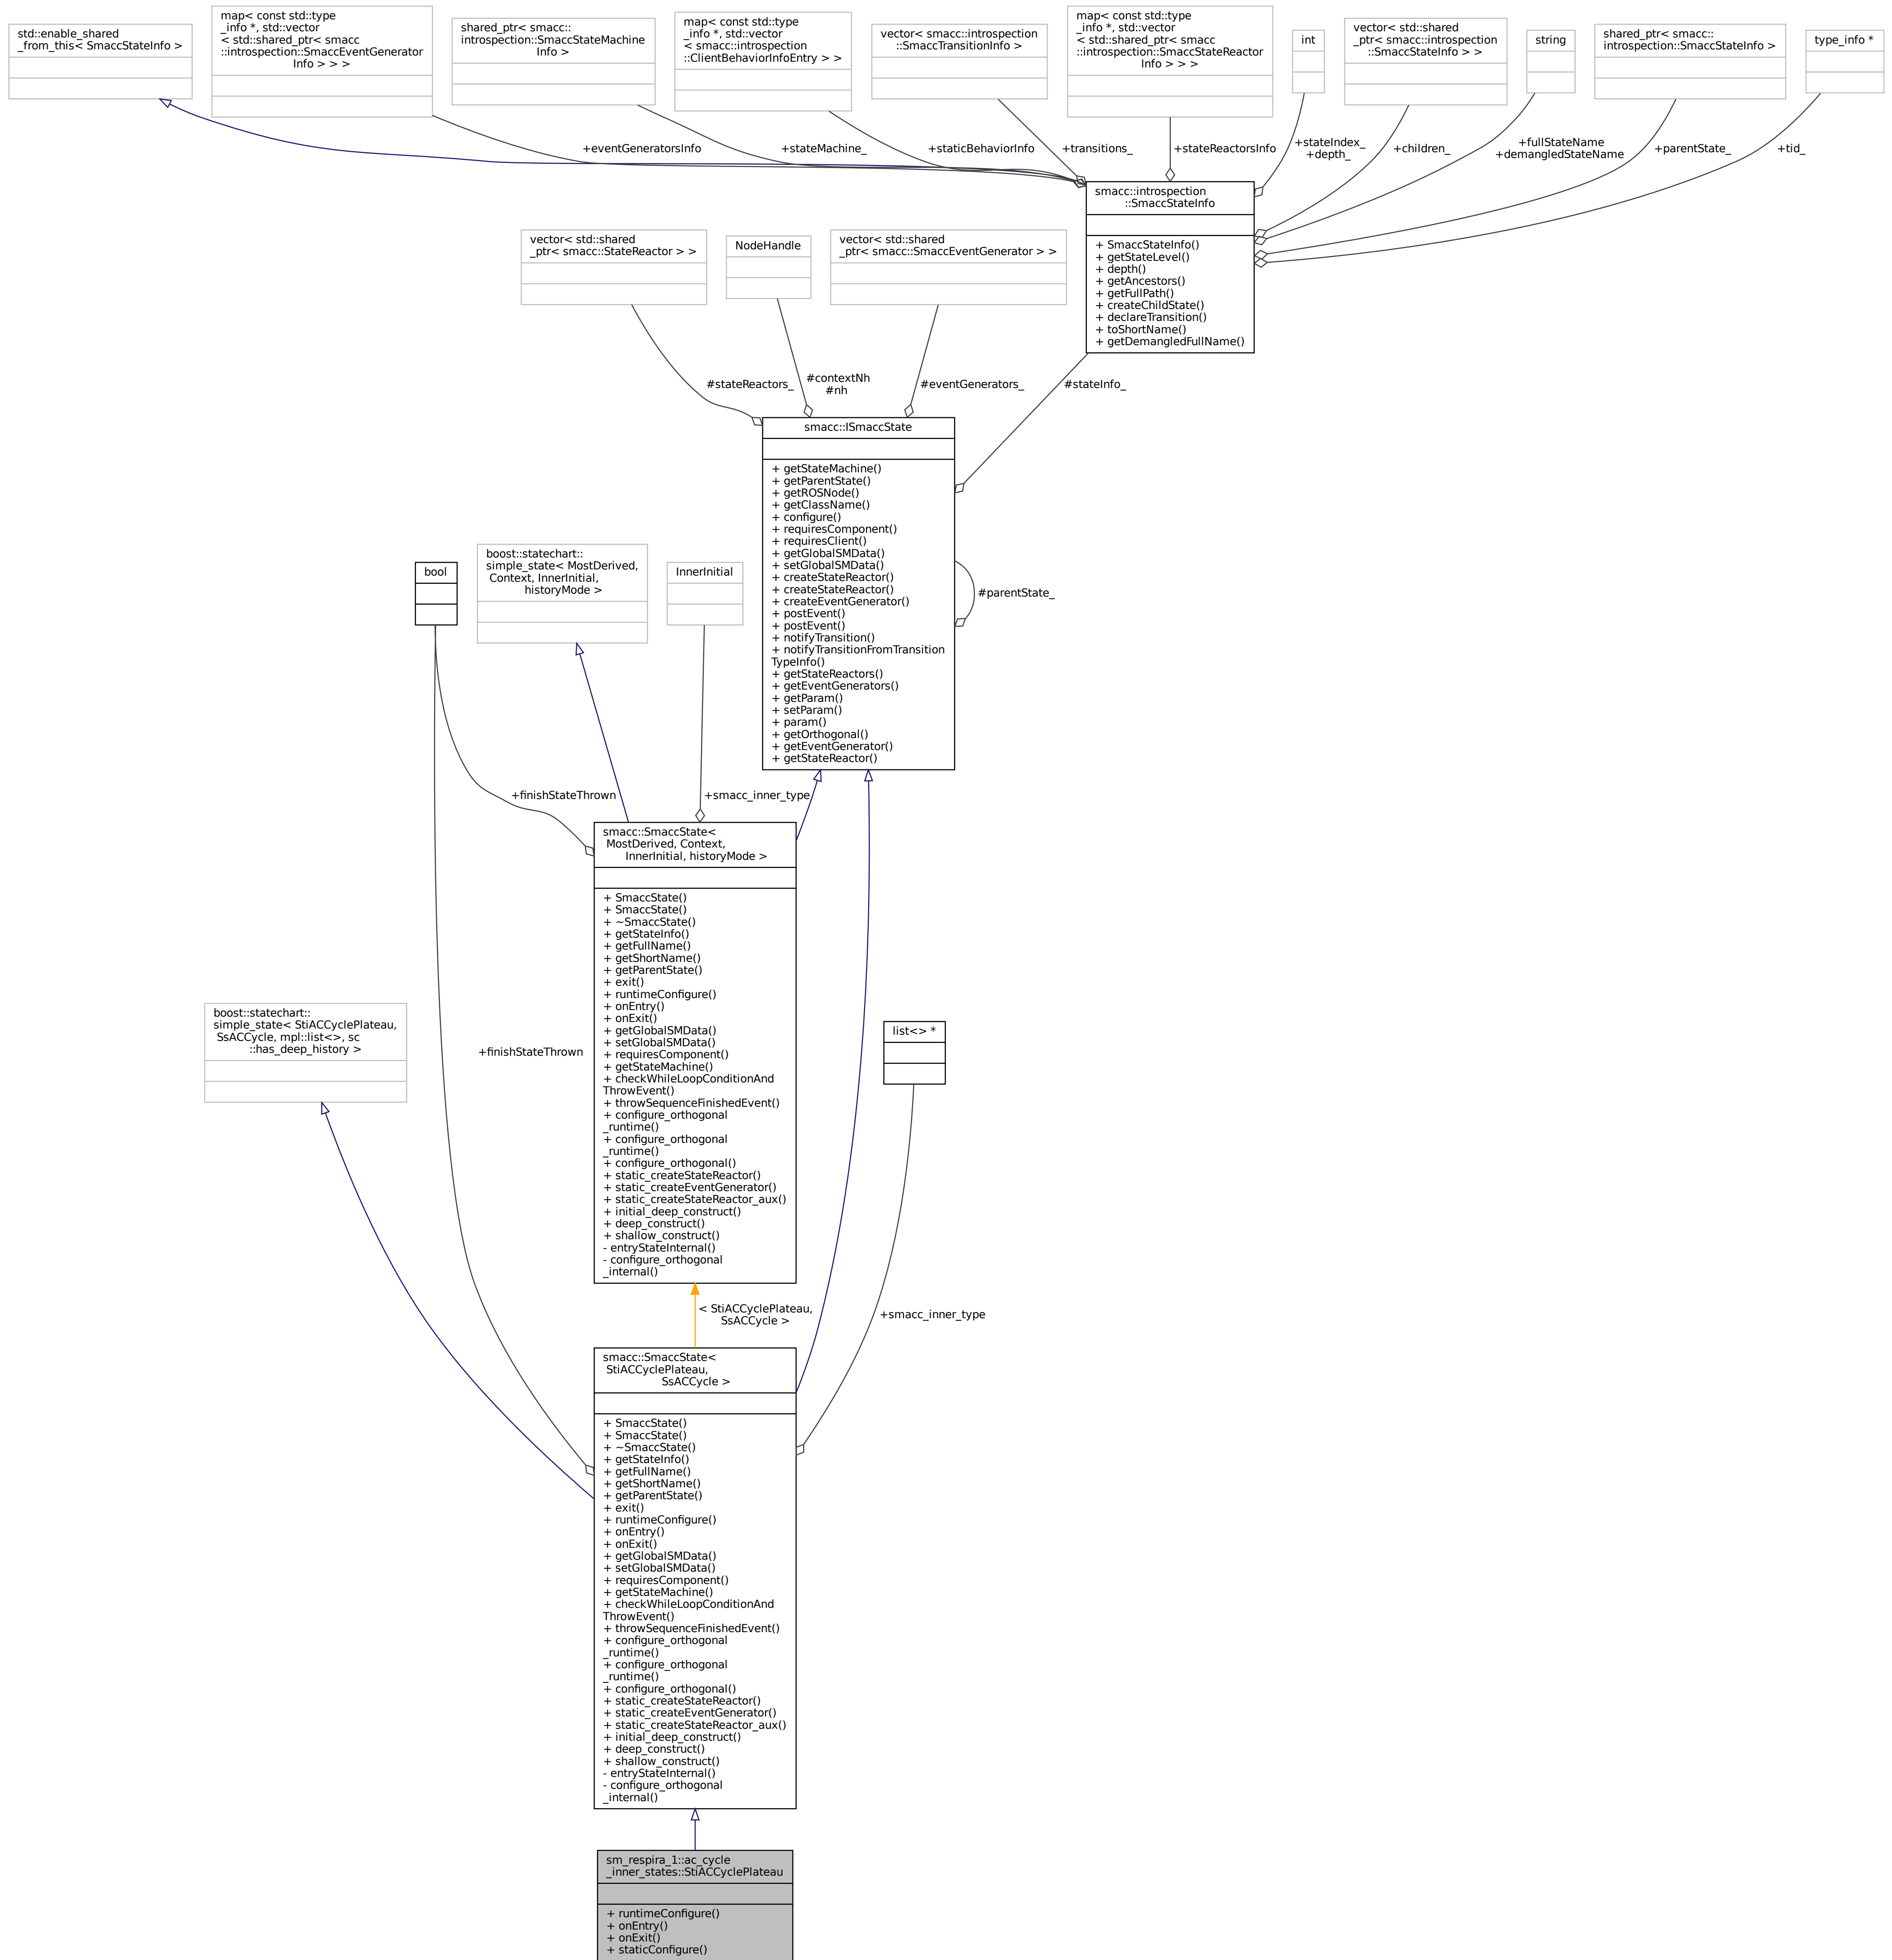 std::enable_shared
_from_this< SmaccStateInfo >
map< const std::type
_info *, std::vector
< std::shared_ptr< smacc
::introspection::SmaccEventGenerator
Info > > >
shared_ptr< smacc::
introspection::SmaccStateMachine
Info >
map< const std::type
_info *, std::vector
< smacc::introspection
::ClientBehaviorInfoEntry > >
vector< smacc::introspection
::SmaccTransitionInfo >
map< const std::type
_info *, std::vector
< std::shared_ptr< smacc
::introspection::SmaccStateReactor
Info > > >
int
vector< std::shared
_ptr< smacc::introspection
::SmaccStateInfo > >
string
shared_ptr< smacc::
introspection::SmaccStateInfo >
type_info *
+eventGeneratorsInfo
+stateMachine_
+staticBehaviorInfo
+transitions_
+stateReactorsInfo
+stateIndex_
+depth_
+children_
+fullStateName
+demangledStateName
+parentState_
+tid_
smacc::introspection
::SmaccStateInfo
+ SmaccStateInfo()
+ getStateLevel()
+ depth()
+ getAncestors()
+ getFullPath()
+ createChildState()
+ declareTransition()
+ toShortName()
+ getDemangledFullName()
vector< std::shared
_ptr< smacc::StateReactor > >
NodeHandle
vector< std::shared
_ptr< smacc::SmaccEventGenerator > >
#stateReactors_
#contextNh
#nh
#eventGenerators_
#stateInfo_
smacc::ISmaccState
+ getStateMachine()
+ getParentState()
+ getROSNode()
+ getClassName()
+ configure()
+ requiresComponent()
+ requiresClient()
+ getGlobalSMData()
+ setGlobalSMData()
+ createStateReactor()
+ createStateReactor()
+ createEventGenerator()
+ postEvent()
+ postEvent()
+ notifyTransition()
+ notifyTransitionFromTransition
TypeInfo()
+ getStateReactors()
+ getEventGenerators()
+ getParam()
+ setParam()
+ param()
+ getOrthogonal()
+ getEventGenerator()
+ getStateReactor()
#parentState_
bool
boost::statechart::
simple_state< MostDerived,
Context, InnerInitial,
historyMode >
InnerInitial
+finishStateThrown
+smacc_inner_type
smacc::SmaccState<
MostDerived, Context,
InnerInitial, historyMode >
+ SmaccState()
+ SmaccState()
+ ~SmaccState()
+ getStateInfo()
+ getFullName()
+ getShortName()
+ getParentState()
+ exit()
+ runtimeConfigure()
+ onEntry()
+ onExit()
+ getGlobalSMData()
+ setGlobalSMData()
+ requiresComponent()
+ getStateMachine()
+ checkWhileLoopConditionAnd
ThrowEvent()
+ throwSequenceFinishedEvent()
+ configure_orthogonal
_runtime()
+ configure_orthogonal
_runtime()
+ configure_orthogonal()
+ static_createStateReactor()
+ static_createEventGenerator()
+ static_createStateReactor_aux()
+ initial_deep_construct()
+ deep_construct()
+ shallow_construct()
- entryStateInternal()
- configure_orthogonal
_internal()
boost::statechart::
simple_state< StiACCyclePlateau,
SsACCycle, mpl::list<>, sc
::has_deep_history >
+finishStateThrown
list<> *
< StiACCyclePlateau,
SsACCycle >
+smacc_inner_type
smacc::SmaccState<
StiACCyclePlateau,
SsACCycle >
+ SmaccState()
+ SmaccState()
+ ~SmaccState()
+ getStateInfo()
+ getFullName()
+ getShortName()
+ getParentState()
+ exit()
+ runtimeConfigure()
+ onEntry()
+ onExit()
+ getGlobalSMData()
+ setGlobalSMData()
+ requiresComponent()
+ getStateMachine()
+ checkWhileLoopConditionAnd
ThrowEvent()
+ throwSequenceFinishedEvent()
+ configure_orthogonal
_runtime()
+ configure_orthogonal
_runtime()
+ configure_orthogonal()
+ static_createStateReactor()
+ static_createEventGenerator()
+ static_createStateReactor_aux()
+ initial_deep_construct()
+ deep_construct()
+ shallow_construct()
- entryStateInternal()
- configure_orthogonal
_internal()
sm_respira_1::ac_cycle
_inner_states::StiACCyclePlateau
+ runtimeConfigure()
+ onEntry()
+ onExit()
+ staticConfigure()